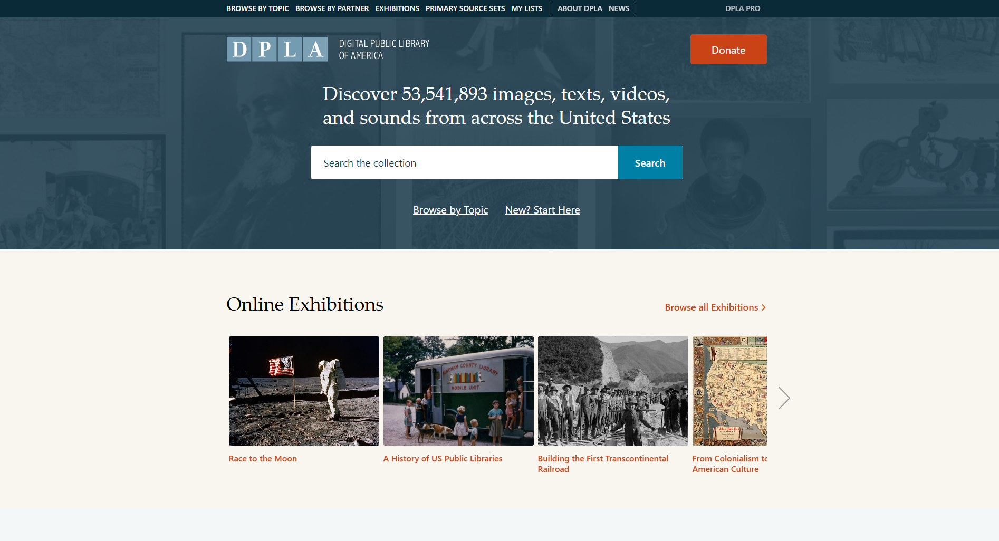 BROWSE BY TOPIC BROWSE BY PARTNER EXHIBITIONS PRIMARY SOURCE SETS MY LISTS ABOUT DPLA NEWS DPLA PRO
DPLA DIGITAL PUBLIC LIBRARY
OF AMERICA
Donate
Discover 53,541,893 images, texts, videos,
and sounds from across the United States
Search the collection Search
Browse by Topic New? Start Here
Online Exhibitions Browse all Exhibitions
COUNTY LIBRARY
MOBILE UNIT
Race to the Moon
A History of US Public Libraries
Building the First Transcontinental
Railroad
From Colonialism to
American Culture